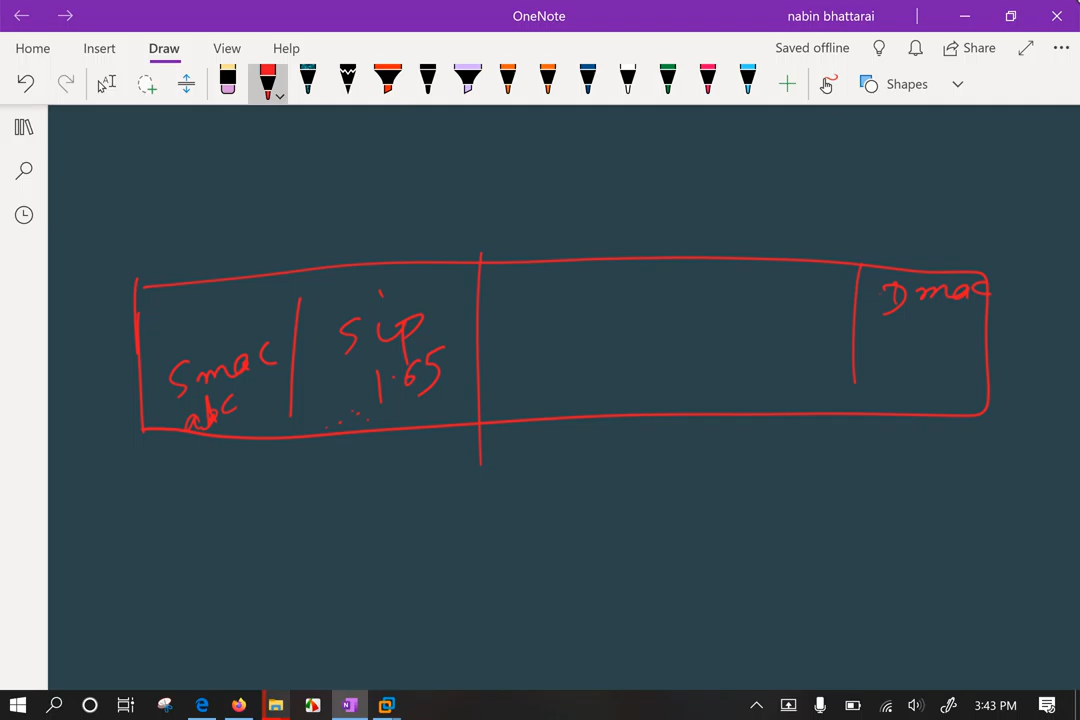 OneNote
nabin bhattarai
Home Insert Draw View Help
Saved offline
Share
Shapes
Smac
abc
sip
1.65
Dmac
3:43 PM